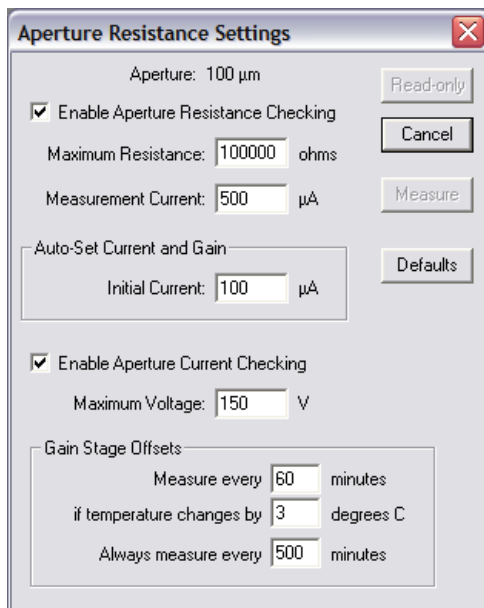 Aperture Resistance Settings
Aperture: 100 µm
Read-only
Enable Aperture Resistance Checking
Cancel
Maximum Resistance: 100000 ohms
Measurement Current: 500 µA
Measure
Auto-Set Current and Gain
Defaults
Initial Current: 100 µA
Enable Aperture Current Checking
Maximum Voltage: 150 V
Gain Stage Offsets
Measure every 60 minutes
if temperature changes by 3 degrees C
Always measure every 500 minutes